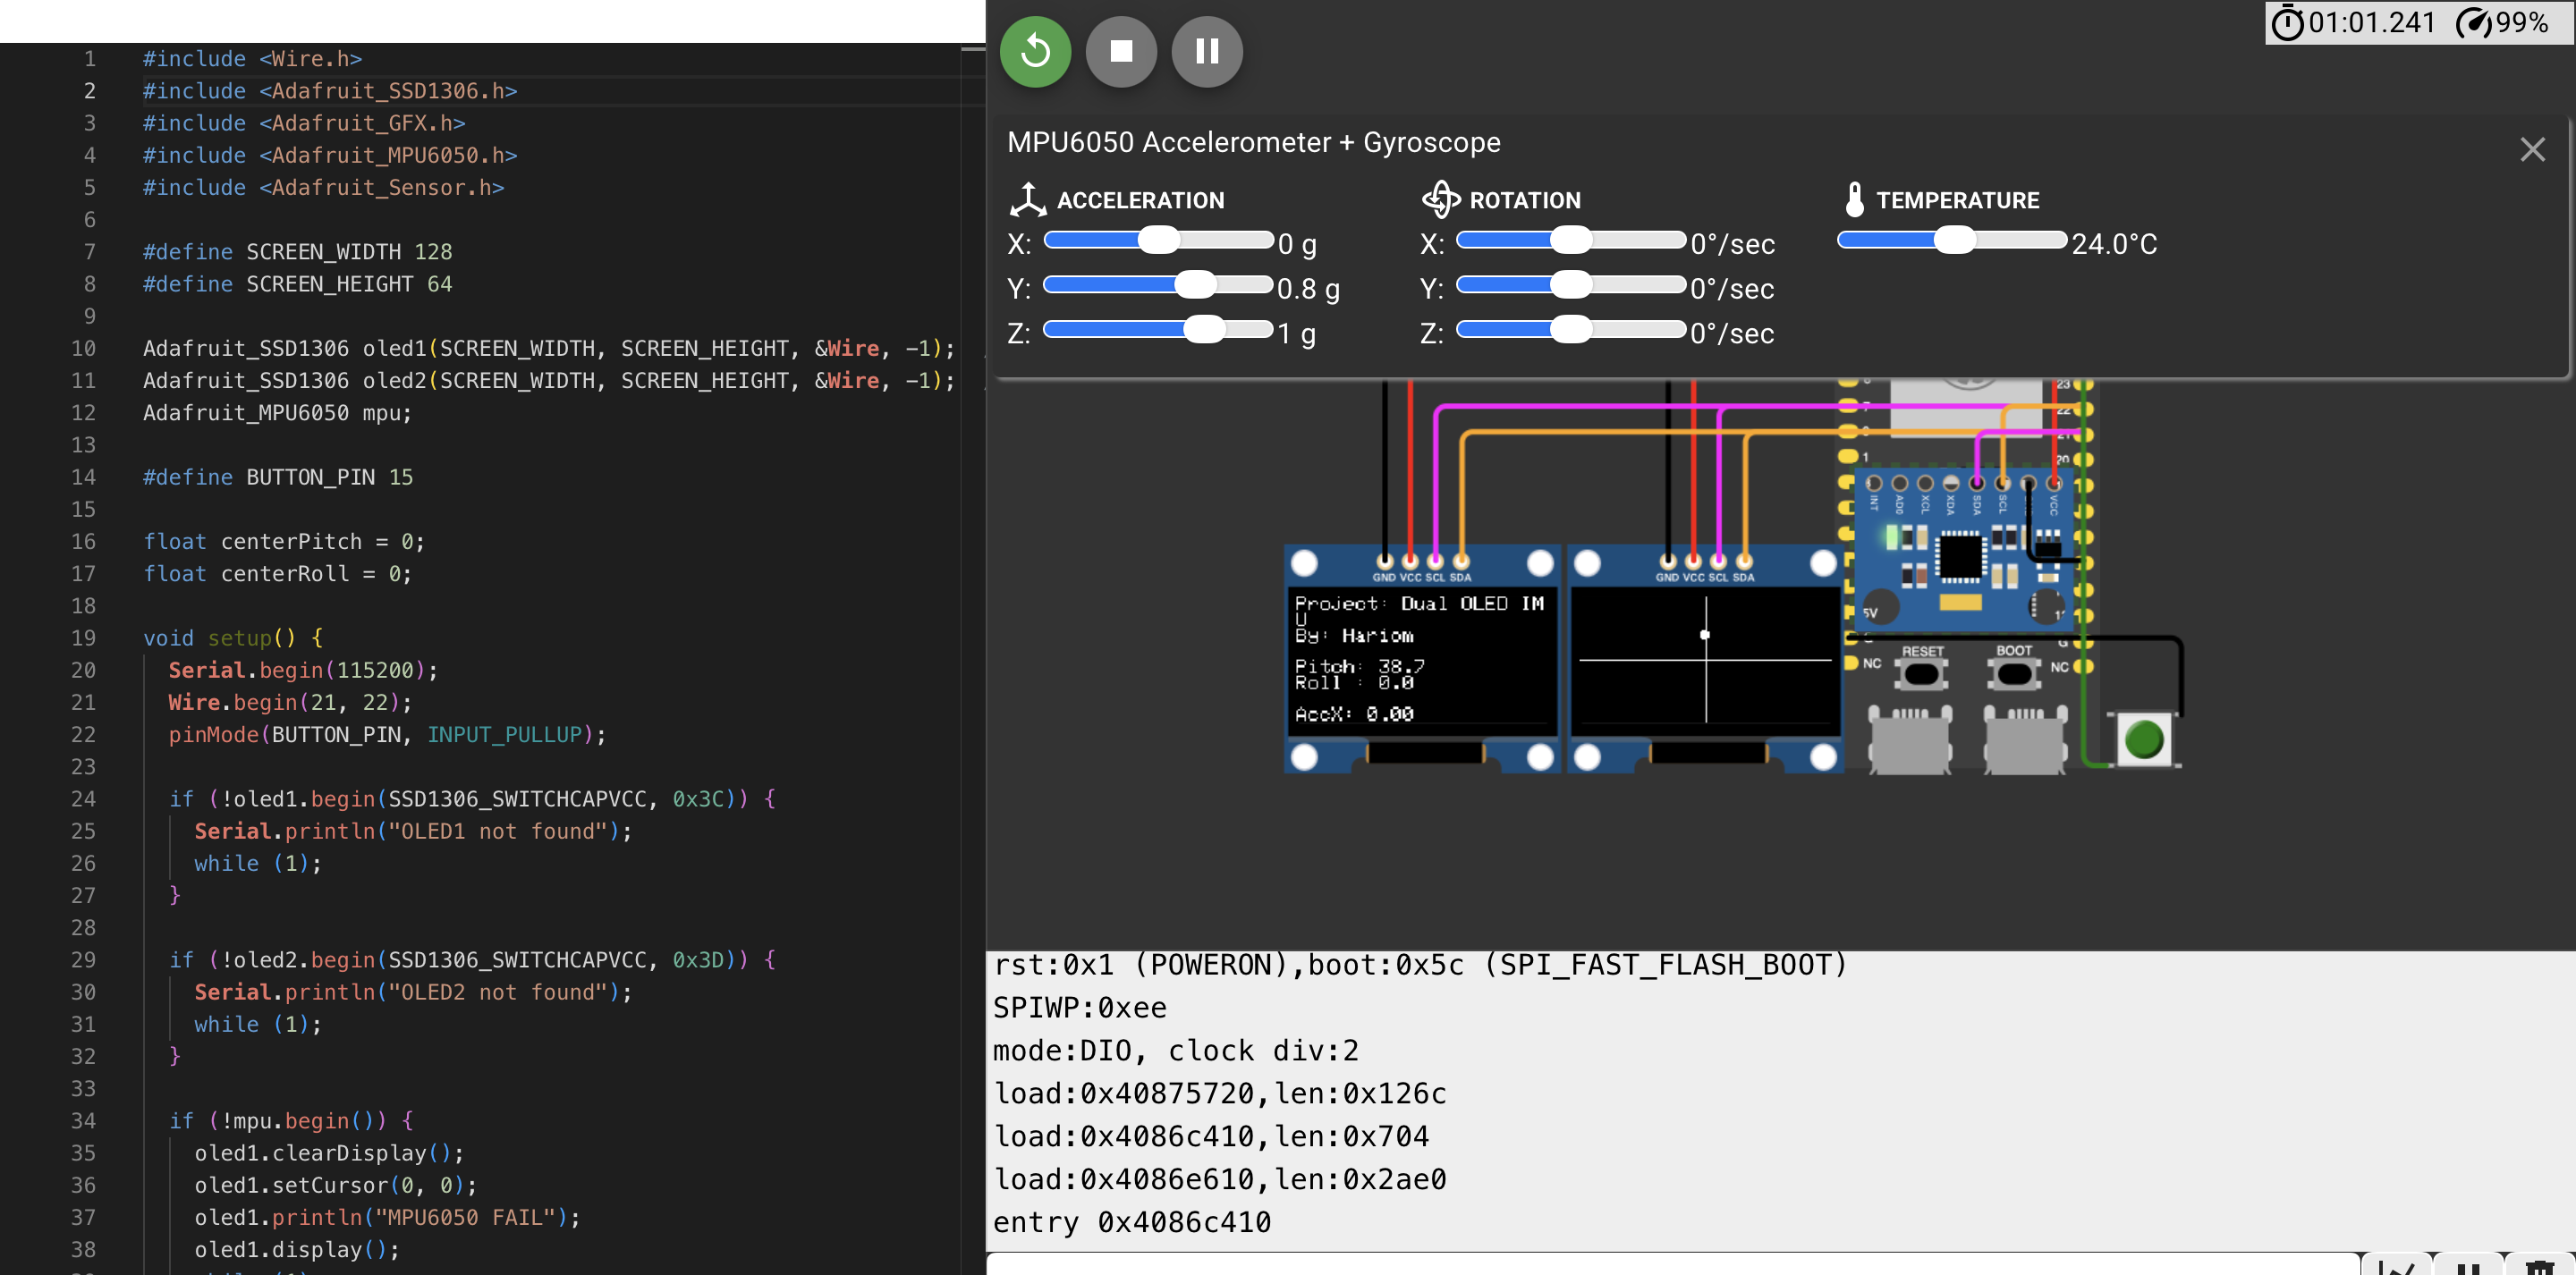 1 #include <Wire.h>
2 #include <Adafruit_SSD1306.h>
3 #include <Adafruit_GFX.h>
4 #include <Adafruit_MPU6050.h>
5 #include <Adafruit_Sensor.h>
6
7 #define SCREEN_WIDTH 128
8 #define SCREEN_HEIGHT 64
9
10 Adafruit_SSD1306 oled1(SCREEN_WIDTH, SCREEN_HEIGHT, &Wire, -1);
11 Adafruit_SSD1306 oled2(SCREEN_WIDTH, SCREEN_HEIGHT, &Wire, -1);
12 Adafruit_MPU6050 mpu;
13
14 #define BUTTON_PIN 15
15
16 float centerPitch = 0;
17 float centerRoll = 0;
18
19 void setup() {
20 Serial.begin(115200);
21 Wire.begin(21, 22);
22 pinMode(BUTTON_PIN, INPUT_PULLUP);
23
24 if (!oled1.begin(SSD1306_SWITCHCAPVCC, 0x3C)) {
25 Serial.println("OLED1 not found");
26 while (1);
27 }
28
29 if (!oled2.begin(SSD1306_SWITCHCAPVCC, 0x3D)) {
30 Serial.println("OLED2 not found");
31 while (1);
32 }
33
34 if (!mpu.begin()) {
35 oled1.clearDisplay();
36 oled1.setCursor(0, 0);
37 oled1.println("MPU6050 FAIL");
38 oled1.display();
01:01.241 99%
MPU6050 Accelerometer + Gyroscope
ACCELERATION
X: 0 g
Y: 0.8 g
Z: 1 g
ROTATION
X: 0°/sec
Y: 0°/sec
Z: 0°/sec
TEMPERATURE
24.0°C
23
22
21
20
1
INT AD0 XCL XDA SDA SCL VCC
5V
G
NC
NC
RESET
BOOT
GND VCC SCL SDA
Project: Dual OLED IM
U
By: Hariom
Pitch: 38.7
Roll : 0.0
AccX: 0.00
GND VCC SCL SDA
rst:0x1 (POWERON),boot:0x5c (SPI_FAST_FLASH_BOOT)
SPIWP:0xee
mode:DIO, clock div:2
load:0x40875720,len:0x126c
load:0x4086c410,len:0x704
load:0x4086e610,len:0x2ae0
entry 0x4086c410